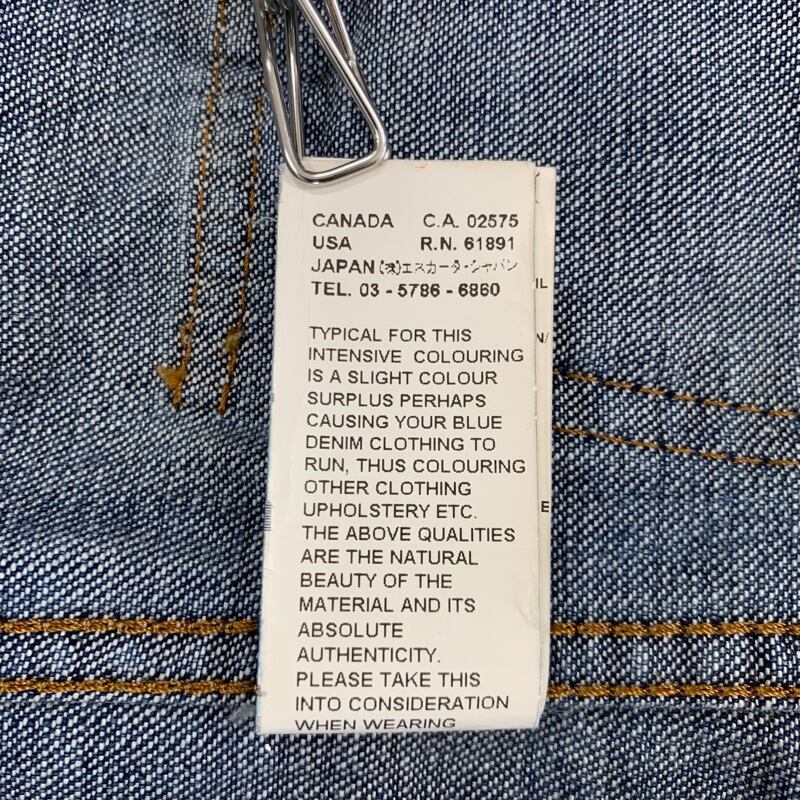 CANADA C.A. 02575
USA R.N. 61891
JAPAN (株)エスカーダ・ジャパン
TEL. 03 - 5786 - 6860
TYPICAL FOR THIS
INTENSIVE COLOURING
IS A SLIGHT COLOUR
SURPLUS PERHAPS
CAUSING YOUR BLUE
DENIM CLOTHING TO
RUN, THUS COLOURING
OTHER CLOTHING
UPHOLSTERY ETC.
THE ABOVE QUALITIES
ARE THE NATURAL
BEAUTY OF THE
MATERIAL AND ITS
ABSOLUTE
AUTHENTICITY.
PLEASE TAKE THIS
INTO CONSIDERATION
WHEN WEARING